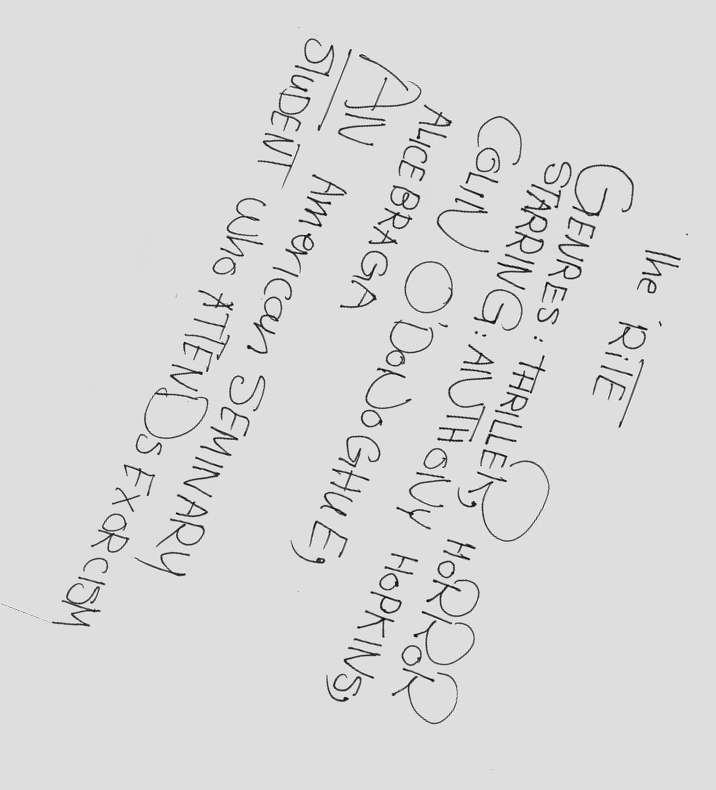 The RiTE
GENRES: THRILLER, HORROR
STARRING: ANTHONY HOPKINS,
COLIN O'DONOGHUE,
ALICE BRAGA
AN American SEMINARY
STUDENT who ATTENDS EXORCISM